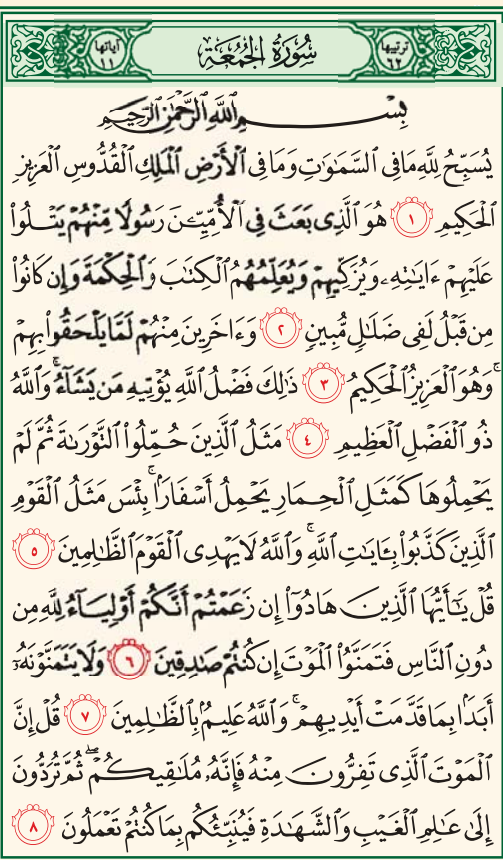 ترتيبها ٦٢ سُورَةُ الجُمُعَةِ آياتها ١١
بِسْمِ اللَّهِ الرَّحْمَٰنِ الرَّحِيمِ
يُسَبِّحُ لِلَّهِ مَا فِي ٱلسَّمَٰوَٰتِ وَمَا فِي ٱلْأَرْضِ ٱلْمَلِكِ ٱلْقُدُّوسِ ٱلْعَزِيزِ
ٱلْحَكِيمِ ١ هُوَ ٱلَّذِي بَعَثَ فِي ٱلْأُمِّيِّـۧنَ رَسُولًا مِّنْهُمْ يَتْلُوا۟
عَلَيْهِمْ ءَايَٰتِهِۦ وَيُزَكِّيهِمْ وَيُعَلِّمُهُمُ ٱلْكِتَٰبَ وَٱلْحِكْمَةَ وَإِن كَانُوا۟
مِن قَبْلُ لَفِي ضَلَٰلٍ مُّبِينٍ ٢ وَءَاخَرِينَ مِنْهُمْ لَمَّا يَلْحَقُوا۟ بِهِمْ
ۚ وَهُوَ ٱلْعَزِيزُ ٱلْحَكِيمُ ٣ ذَٰلِكَ فَضْلُ ٱللَّهِ يُؤْتِيهِ مَن يَشَآءُ ۚ وَٱللَّهُ
ذُو ٱلْفَضْلِ ٱلْعَظِيمِ ٤ مَثَلُ ٱلَّذِينَ حُمِّلُوا۟ ٱلتَّوْرَىٰةَ ثُمَّ لَمْ
يَحْمِلُوهَا كَمَثَلِ ٱلْحِمَارِ يَحْمِلُ أَسْفَارًۢا ۚ بِئْسَ مَثَلُ ٱلْقَوْمِ
ٱلَّذِينَ كَذَّبُوا۟ بِـَٔايَٰتِ ٱللَّهِ ۚ وَٱللَّهُ لَا يَهْدِي ٱلْقَوْمَ ٱلظَّٰلِمِينَ ٥
قُلْ يَٰٓأَيُّهَا ٱلَّذِينَ هَادُوٓا۟ إِن زَعَمْتُمْ أَنَّكُمْ أَوْلِيَآءُ لِلَّهِ مِن
دُونِ ٱلنَّاسِ فَتَمَنَّوُا۟ ٱلْمَوْتَ إِن كُنتُمْ صَٰدِقِينَ ٦ وَلَا يَتَمَنَّوْنَهُۥٓ
أَبَدًۢا بِمَا قَدَّمَتْ أَيْدِيهِمْ ۚ وَٱللَّهُ عَلِيمٌۢ بِٱلظَّٰلِمِينَ ٧ قُلْ إِنَّ
ٱلْمَوْتَ ٱلَّذِي تَفِرُّونَ مِنْهُ فَإِنَّهُۥ مُلَٰقِيكُمْ ۖ ثُمَّ تُرَدُّونَ
إِلَىٰ عَٰلِمِ ٱلْغَيْبِ وَٱلشَّهَٰدَةِ فَيُنَبِّئُكُم بِمَا كُنتُمْ تَعْمَلُونَ ٨